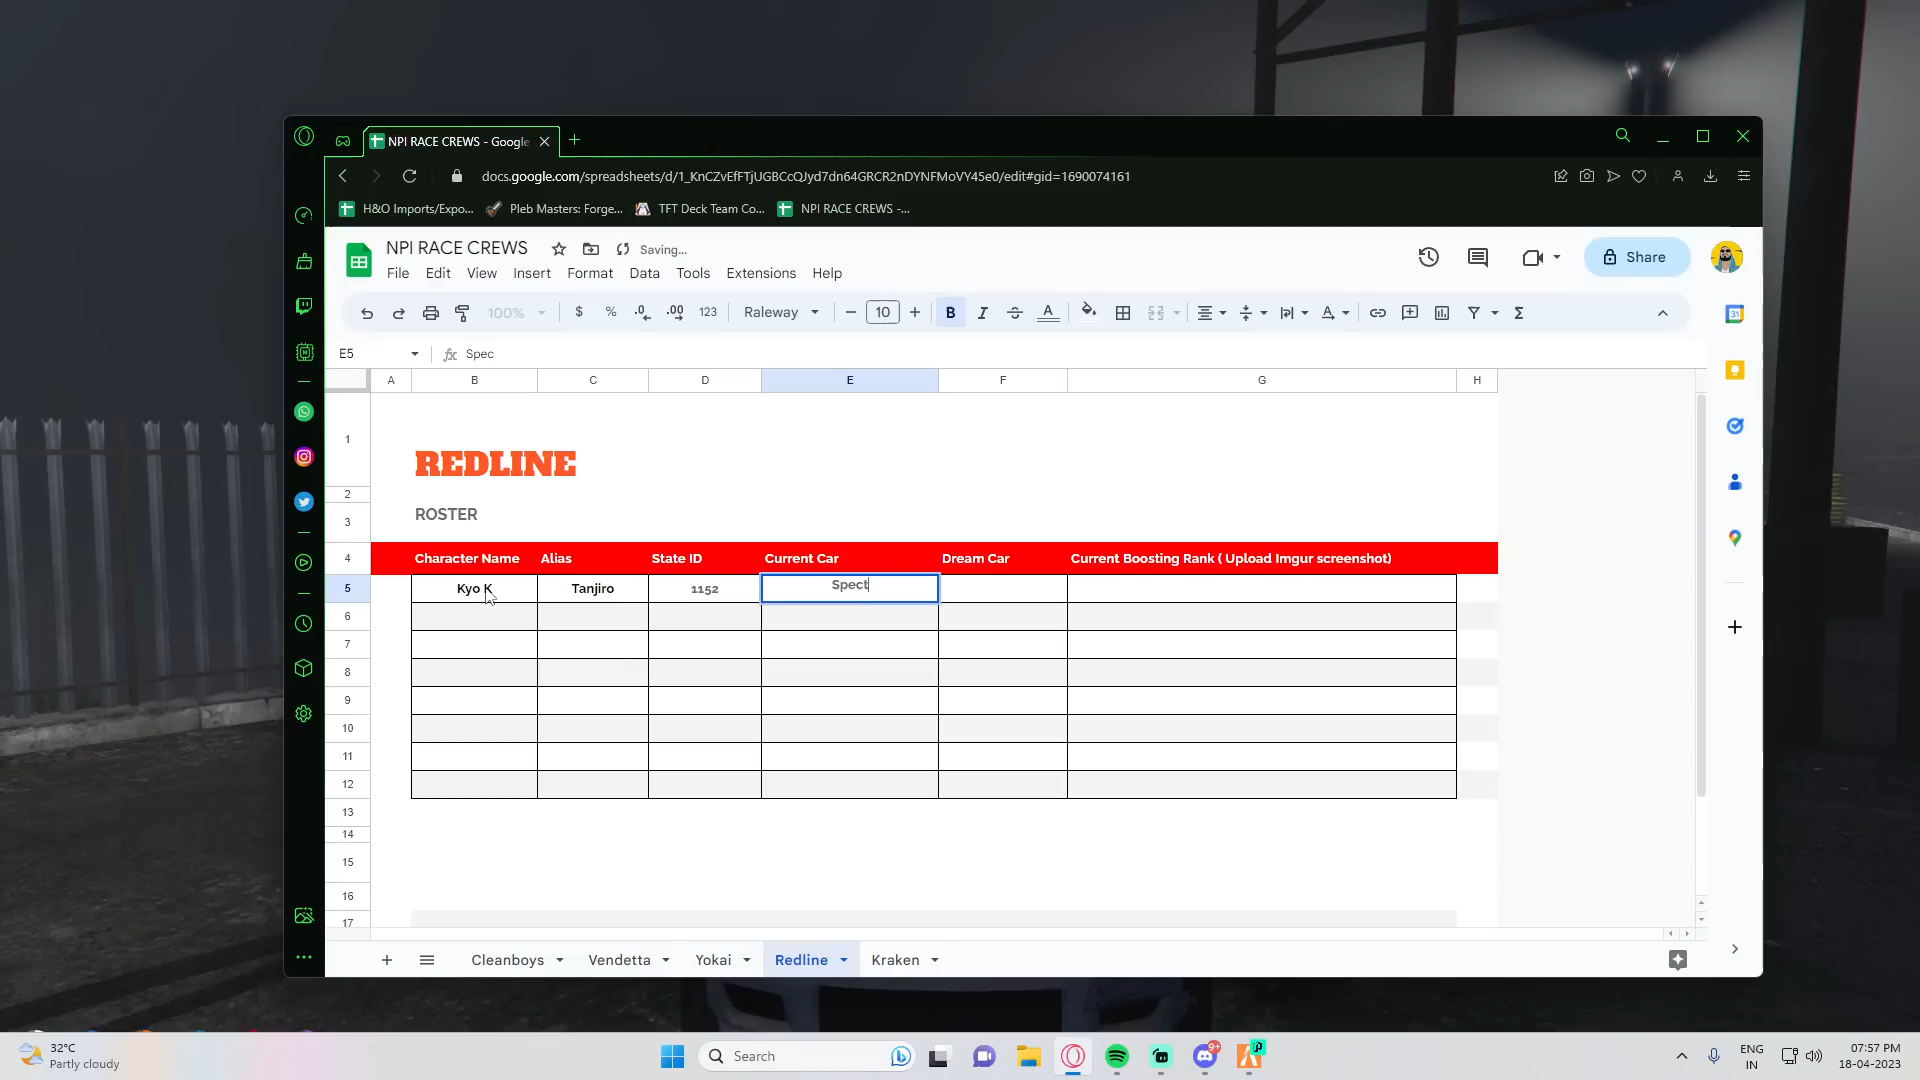 NPI RACE CREWS - Google
docs.google.com/spreadsheets/d/1_KnCZvEfFTjUGBCcQJyd7dn64GRCR2nDYNFMoVY45e0/edit#gid=1690074161
H&O Imports/Expo... Pleb Masters: Forge... TFT Deck Team Co... NPI RACE CREWS -...
NPI RACE CREWS Saving...
Share
File Edit View Insert Format Data Tools Extensions Help
100% $ % .0 .00 123 Raleway 10 B I A Σ
E5 fx Spec
A B C D E F G H
1
REDLINE
2
3 ROSTER
4 Character Name Alias State ID Current Car Dream Car Current Boosting Rank ( Upload Imgur screenshot)
5 Kyo K Tanjiro 1152 Spect
6
7
8
9
10
11
12
13
14
15
16
17
Cleanboys Vendetta Yokai Redline Kraken
32°C
Partly cloudy
Search
9+
ENG
IN
07:57 PM
18-04-2023